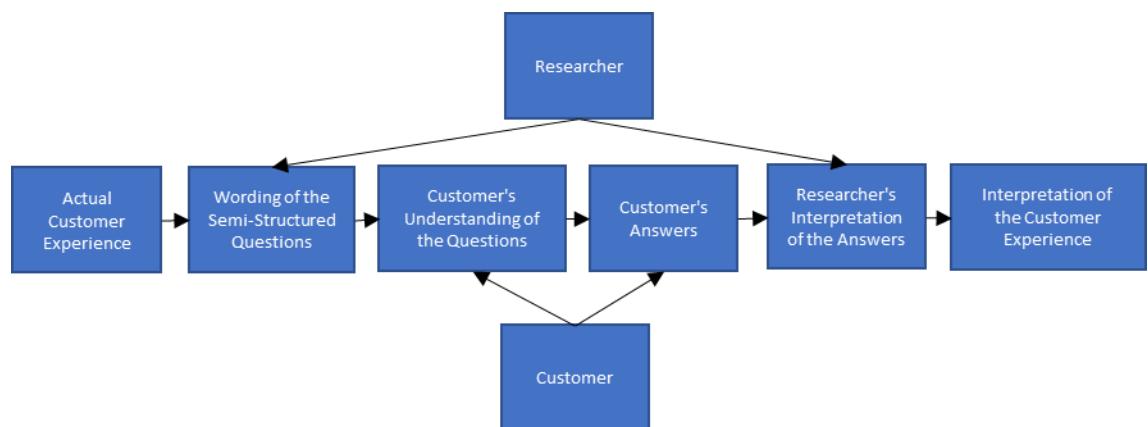 Researcher
Actual
Customer
Experience
Wording of the
Semi-Structured
Questions
Customer's
Understanding of
the Questions
Customer's
Answers
Researcher's
Interpretation
of the Answers
Interpretation of
the Customer
Experience
Customer